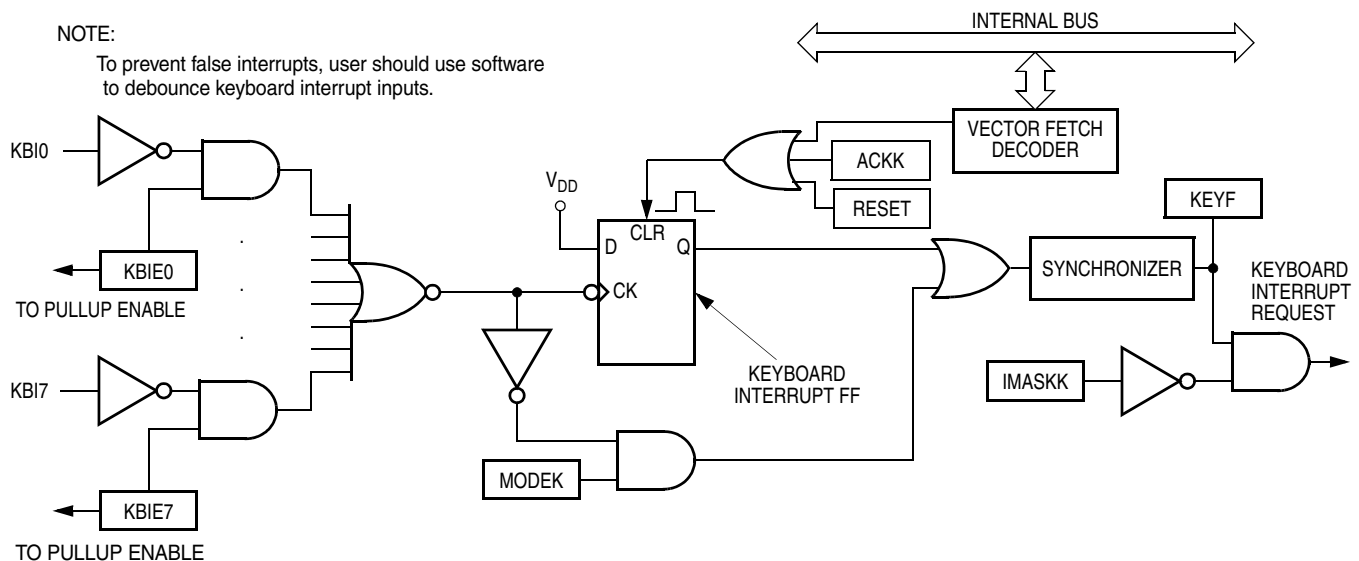 NOTE:
To prevent false interrupts, user should use software
to debounce keyboard interrupt inputs.
INTERNAL BUS
VECTOR FETCH
DECODER
ACKK
RESET
KBI0
KBIE0
TO PULLUP ENABLE
.
.
.
KBI7
KBIE7
TO PULLUP ENABLE
VDD
CLR
D
Q
CK
KEYBOARD
INTERRUPT FF
MODEK
SYNCHRONIZER
KEYF
IMASKK
KEYBOARD
INTERRUPT
REQUEST